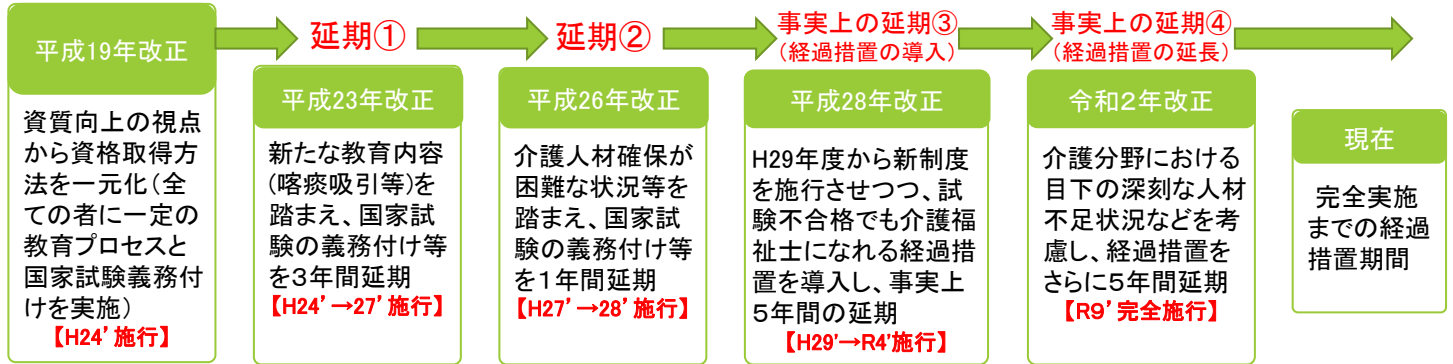 平成19年改正
資質向上の視点
から資格取得方
法を一元化(全
ての者に一定の
教育プロセスと
国家試験義務付
けを実施)
【H24’施行】
延期①
平成23年改正
新たな教育内容
(喀痰吸引等)を
踏まえ、国家試
験の義務付け等
を3年間延期
【H24’→27’施行】
延期②
平成26年改正
介護人材確保が
困難な状況等を
踏まえ、国家試
験の義務付け等
を1年間延期
【H27’→28’施行】
事実上の延期③
(経過措置の導入)
平成28年改正
H29年度から新制度
を施行させつつ、試
験不合格でも介護福
祉士になれる経過措
置を導入し、事実上
5年間の延期
【H29'→R4'施行】
事実上の延期④
(経過措置の延長)
令和2年改正
介護分野における
目下の深刻な人材
不足状況などを考
慮し、経過措置を
さらに5年間延期
【R9’完全施行】
現在
完全実施
までの経過
措置期間